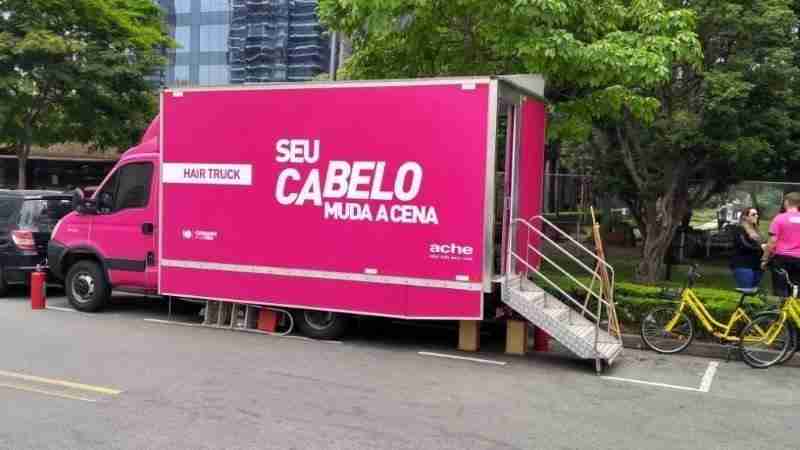 HAIR TRUCK
SEU
CABELO
MUDA A CENA
ache